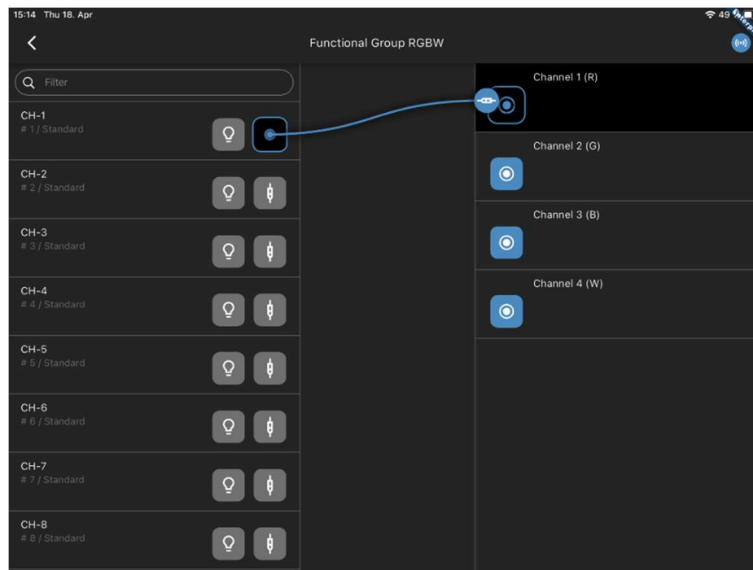 15:14 Thu 18. Apr
49
Functional Group RGBW
Filter
CH-1
# 1 / Standard
CH-2
# 2 / Standard
CH-3
# 3 / Standard
CH-4
# 4 / Standard
CH-5
# 5 / Standard
CH-6
# 6 / Standard
CH-7
# 7 / Standard
CH-8
# 8 / Standard
Channel 1 (R)
Channel 2 (G)
Channel 3 (B)
Channel 4 (W)